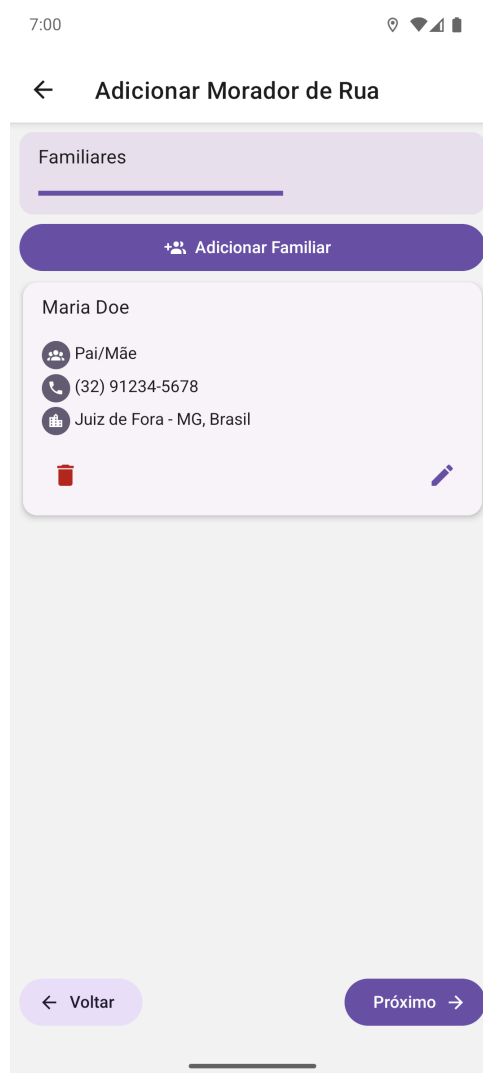 7:00
Adicionar Morador de Rua
Familiares
Adicionar Familiar
Maria Doe
Pai/Mãe
(32) 91234-5678
Juiz de Fora - MG, Brasil
Voltar
Próximo